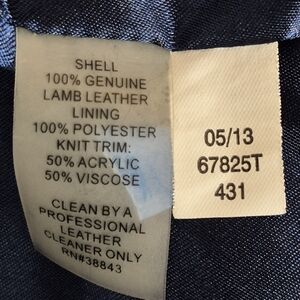 SHELL
100% GENUINE
LAMB LEATHER
LINING
100% POLYESTER
KNIT TRIM:
50% ACRYLIC
50% VISCOSE
CLEAN BY A
PROFESSIONAL
LEATHER
CLEANER ONLY
RN#38843
05/13
67825T
431